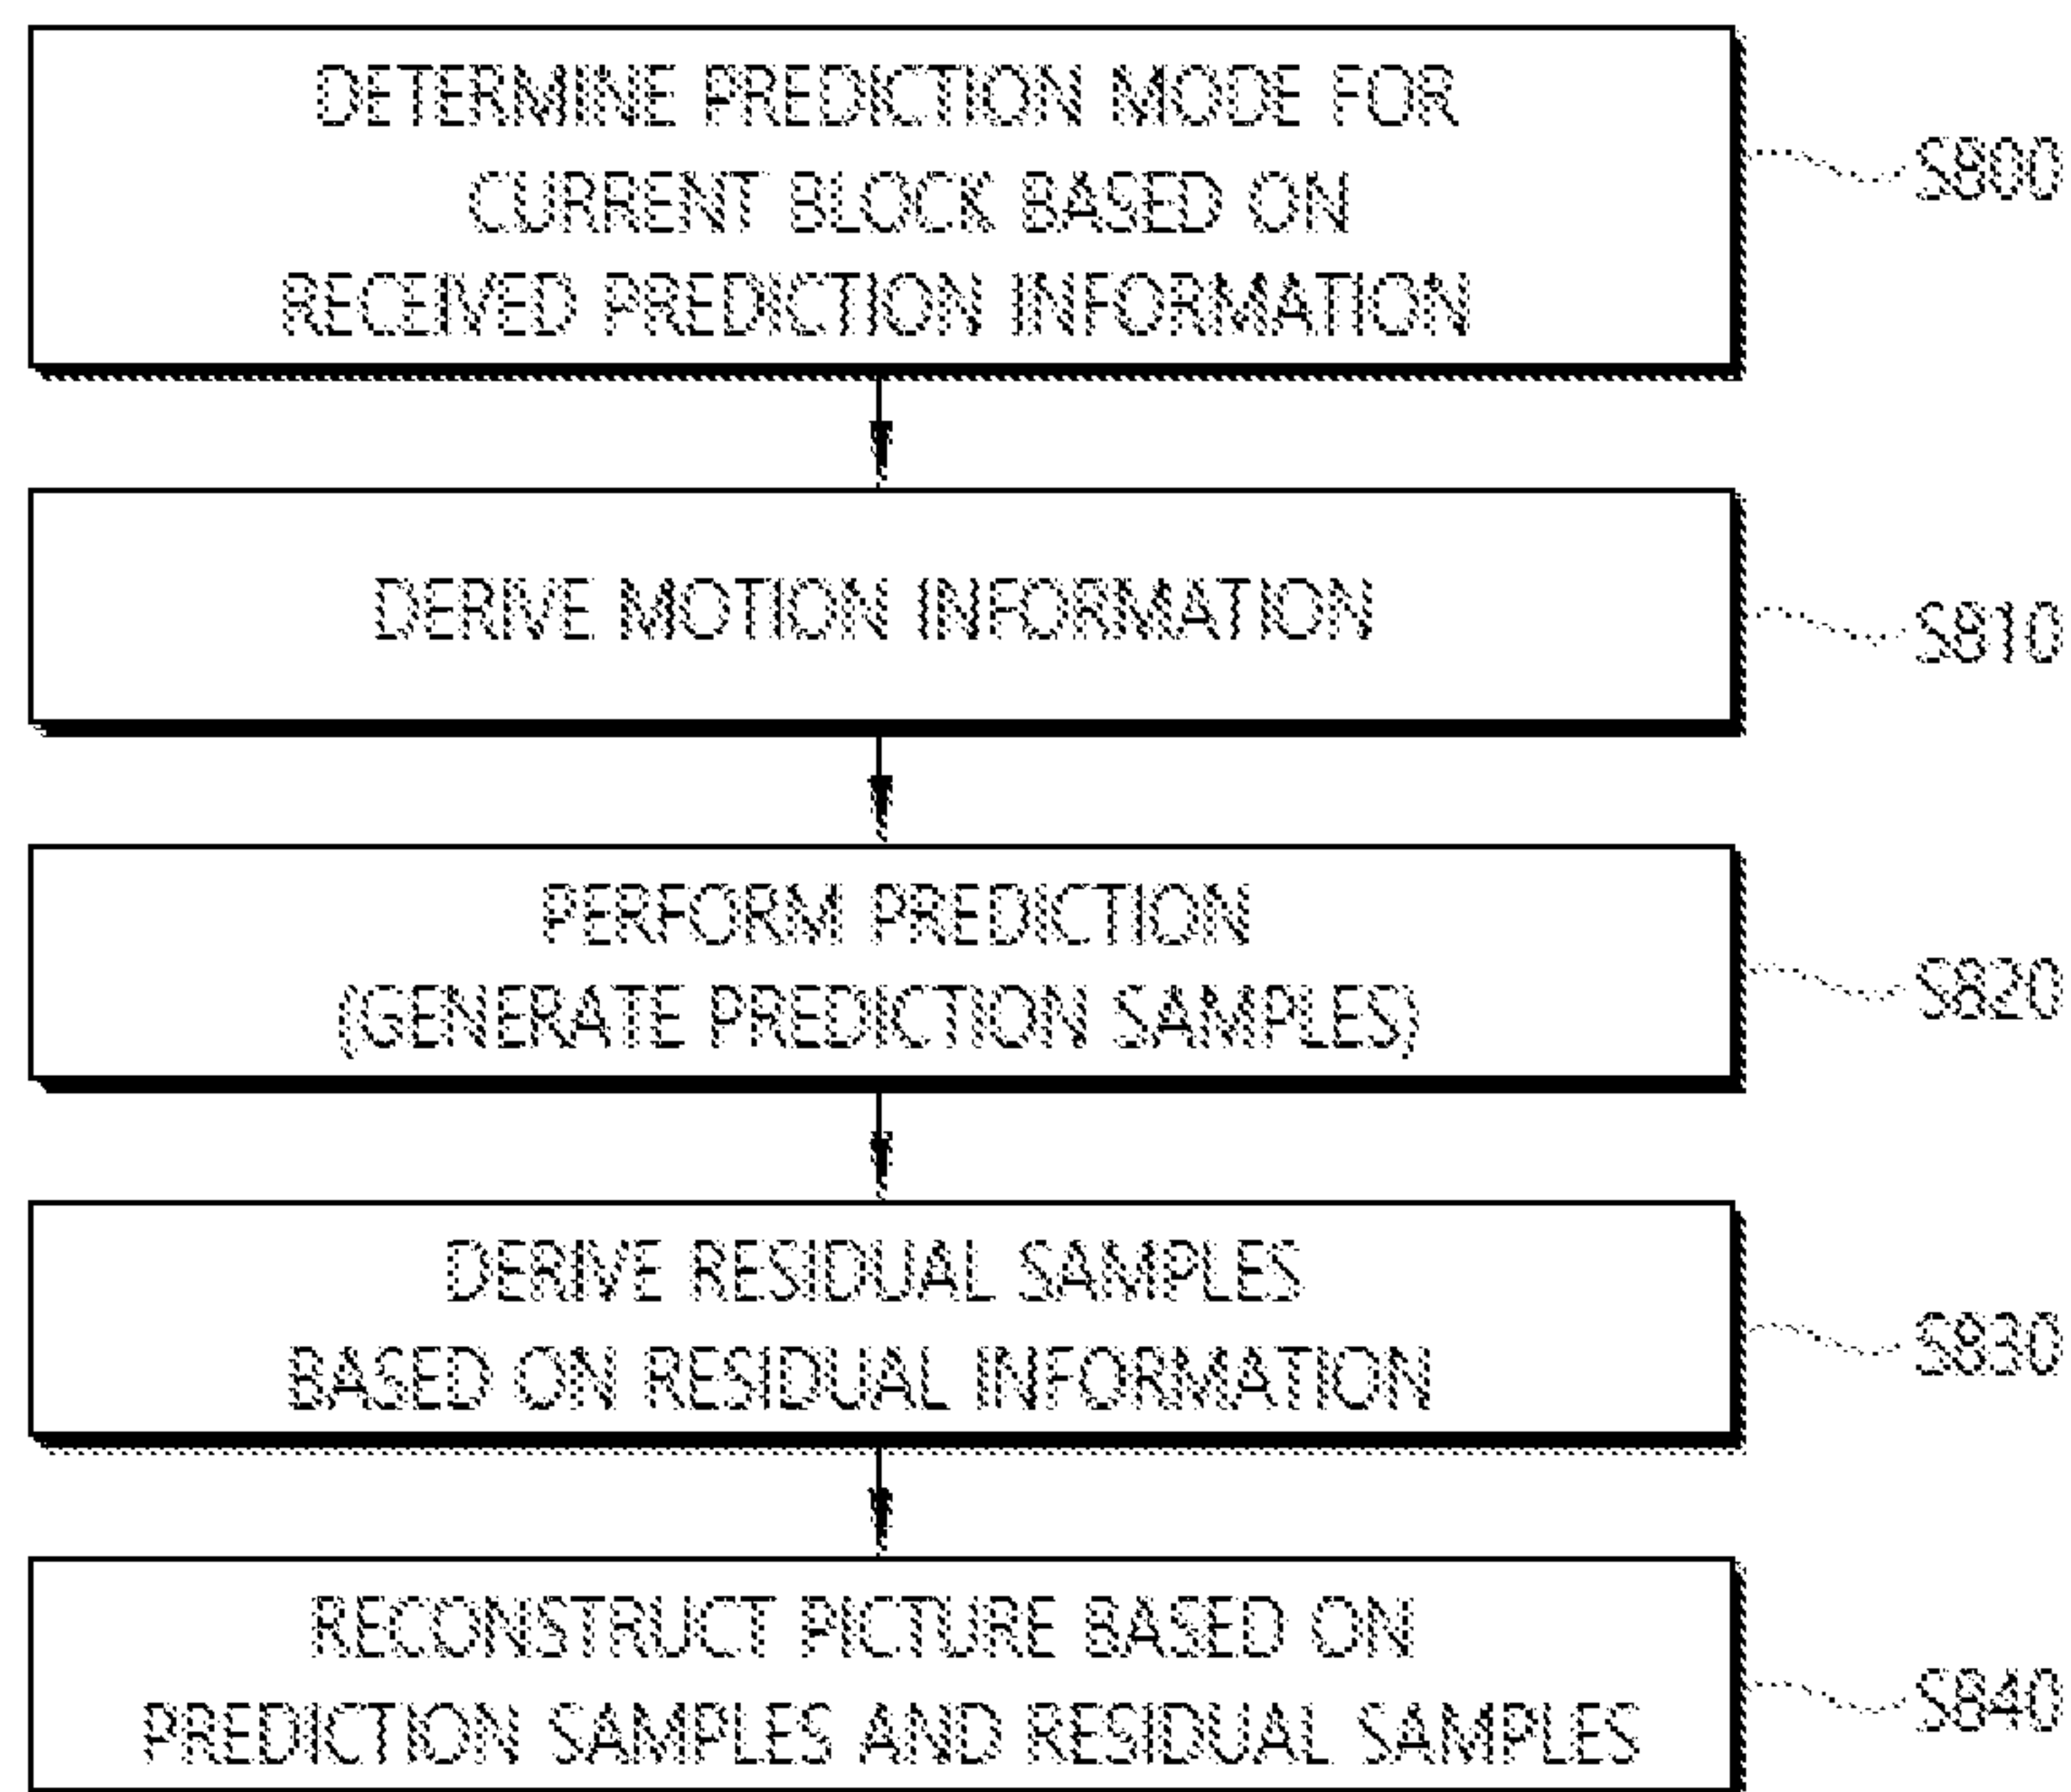 DETERMINE PREDICTION MODE FOR
CURRENT BLOCK BASED ON
RECEIVED PREDICTION INFORMATION
S800
DERIVE MOTION INFORMATION
S810
PERFORM PREDICTION
(GENERATE PREDICTION SAMPLES)
S820
DERIVE RESIDUAL SAMPLES
BASED ON RESIDUAL INFORMATION
S830
RECONSTRUCT PICTURE BASED ON
PREDICTION SAMPLES AND RESIDUAL SAMPLES
S840